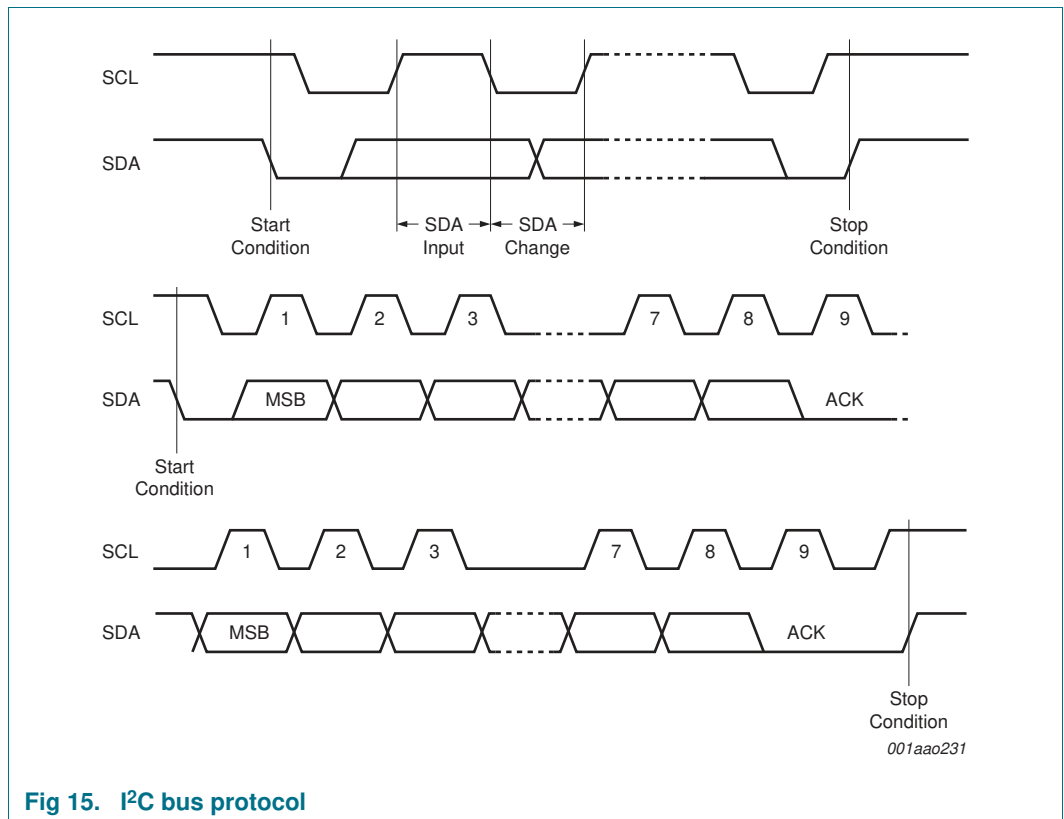 SCL
SDA
Start
Condition
SDA
Input
SDA
Change
Stop
Condition
SCL
1 2 3 7 8 9
SDA
MSB ACK
Start
Condition
SCL
1 2 3 7 8 9
SDA
MSB ACK
Stop
Condition
001aao231
Fig 15. I²C bus protocol